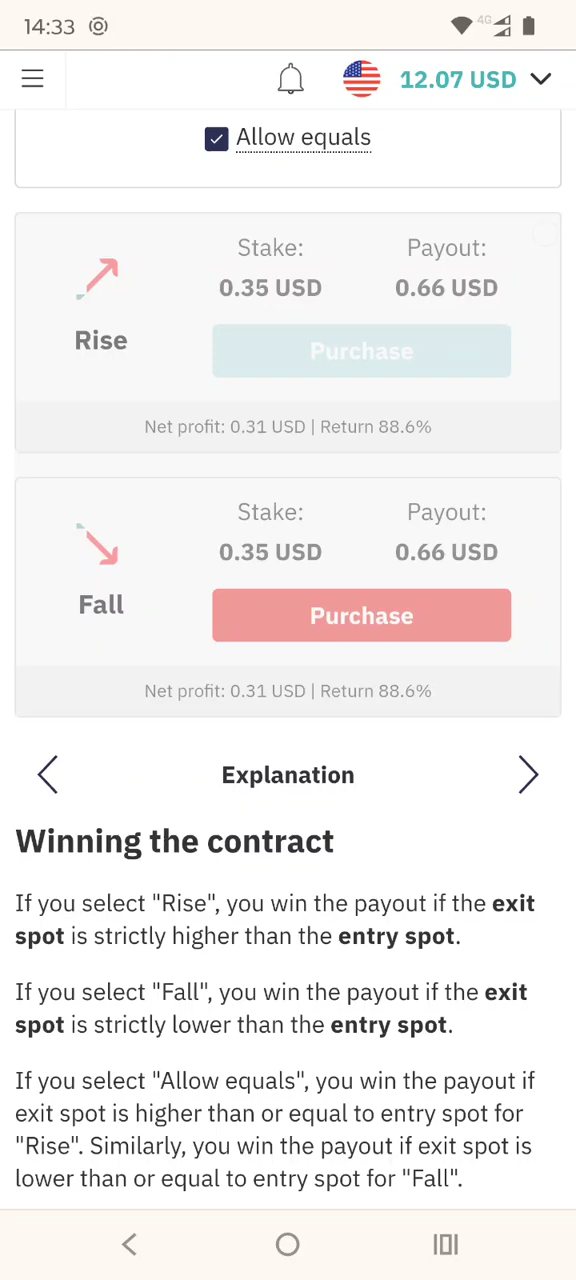 14:33
4G
12.07 USD
Allow equals
Stake: Payout:
0.35 USD 0.66 USD
Rise
Purchase
Net profit: 0.31 USD | Return 88.6%
Stake: Payout:
0.35 USD 0.66 USD
Fall
Purchase
Net profit: 0.31 USD | Return 88.6%
Explanation
Winning the contract
If you select "Rise", you win the payout if the exit
spot is strictly higher than the entry spot.
If you select "Fall", you win the payout if the exit
spot is strictly lower than the entry spot.
If you select "Allow equals", you win the payout if
exit spot is higher than or equal to entry spot for
"Rise". Similarly, you win the payout if exit spot is
lower than or equal to entry spot for "Fall".